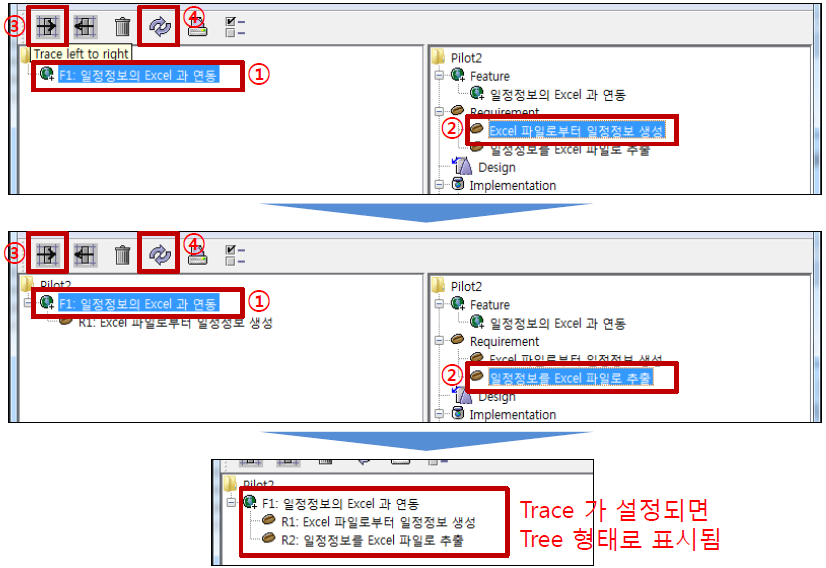 ③
④
Trace left to right
F1: 일정정보의 Excel 과 연동
①
Pilot2
Feature
일정정보의 Excel 과 연동
Requirement
②
Excel 파일로부터 일정정보 생성
일정정보를 Excel 파일로 추출
Design
Implementation
③
④
Pilot2
F1: 일정정보의 Excel 과 연동
①
R1: Excel 파일로부터 일정정보 생성
Pilot2
Feature
일정정보의 Excel 과 연동
Requirement
Excel 파일로부터 일정정보 생성
②
일정정보를 Excel 파일로 추출
Design
Implementation
Pilot2
F1: 일정정보의 Excel 과 연동
R1: Excel 파일로부터 일정정보 생성
R2: 일정정보를 Excel 파일로 추출
Trace 가 설정되면
Tree 형태로 표시됨